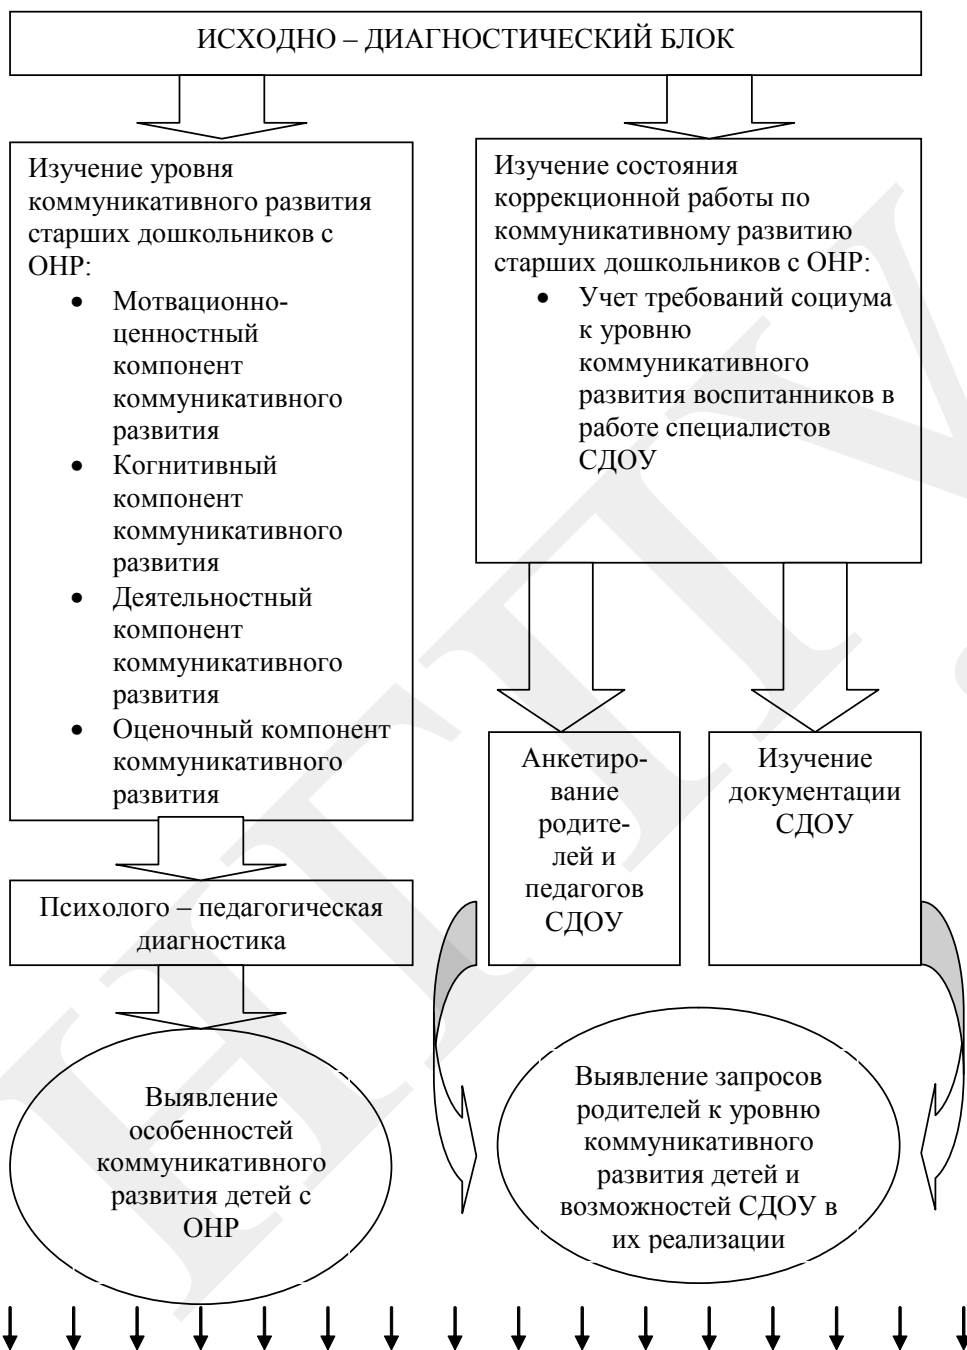 ИСХОДНО – ДИАГНОСТИЧЕСКИЙ БЛОК
Изучение уровня
коммуникативного развития
старших дошкольников с
ОНР:
• Мотвационно-
ценностный
компонент
коммуникативного
развития
• Когнитивный
компонент
коммуникативного
развития
• Деятельностный
компонент
коммуникативного
развития
• Оценочный компонент
коммуникативного
развития
Изучение состояния
коррекционной работы по
коммуникативному развитию
старших дошкольников с ОНР:
• Учет требований социума
к уровню
коммуникативного
развития воспитанников в
работе специалистов
СДОУ
Анкетиро-
вание
родите-
лей и
педагогов
СДОУ
Изучение
документации
СДОУ
Психолого – педагогическая
диагностика
Выявление
особенностей
коммуникативного
развития детей с
ОНР
Выявление запросов
родителей к уровню
коммуникативного
развития детей и
возможностей СДОУ в
их реализации